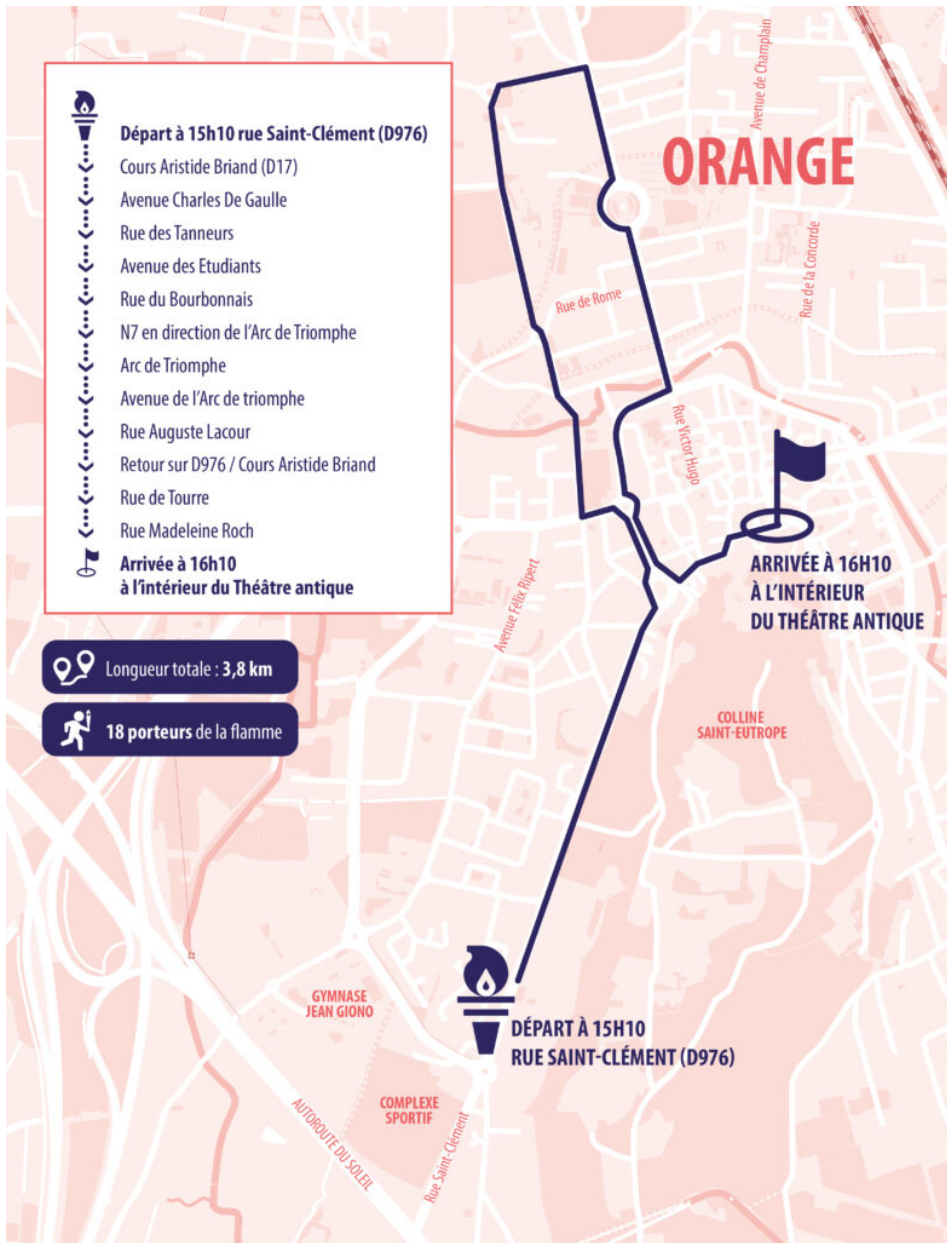 Départ à 15h10 rue Saint-Clément (D976)
Cours Aristide Briand (D17)
Avenue Charles De Gaulle
Rue des Tanneurs
Avenue des Etudiants
Rue du Bourbonnais
N7 en direction de l'Arc de Triomphe
Arc de Triomphe
Avenue de l'Arc de triomphe
Rue Auguste Lacour
Retour sur D976 / Cours Aristide Briand
Rue de Tourre
Rue Madeleine Roch
Arrivée à 16h10
à l'intérieur du Théâtre antique
Longueur totale : 3,8 km
18 porteurs de la flamme
ORANGE
Avenue de Champlain
Rue de la Concorde
Rue de Rome
Rue Victor Hugo
Avenue Félix Ripert
ARRIVÉE À 16H10
À L'INTÉRIEUR
DU THÉÂTRE ANTIQUE
COLLINE
SAINT-EUTROPE
GYMNASE
JEAN GIONO
DÉPART À 15H10
RUE SAINT-CLÉMENT (D976)
COMPLEXE
SPORTIF
AUTOROUTE DU SOLEIL
Rue Saint-Clément